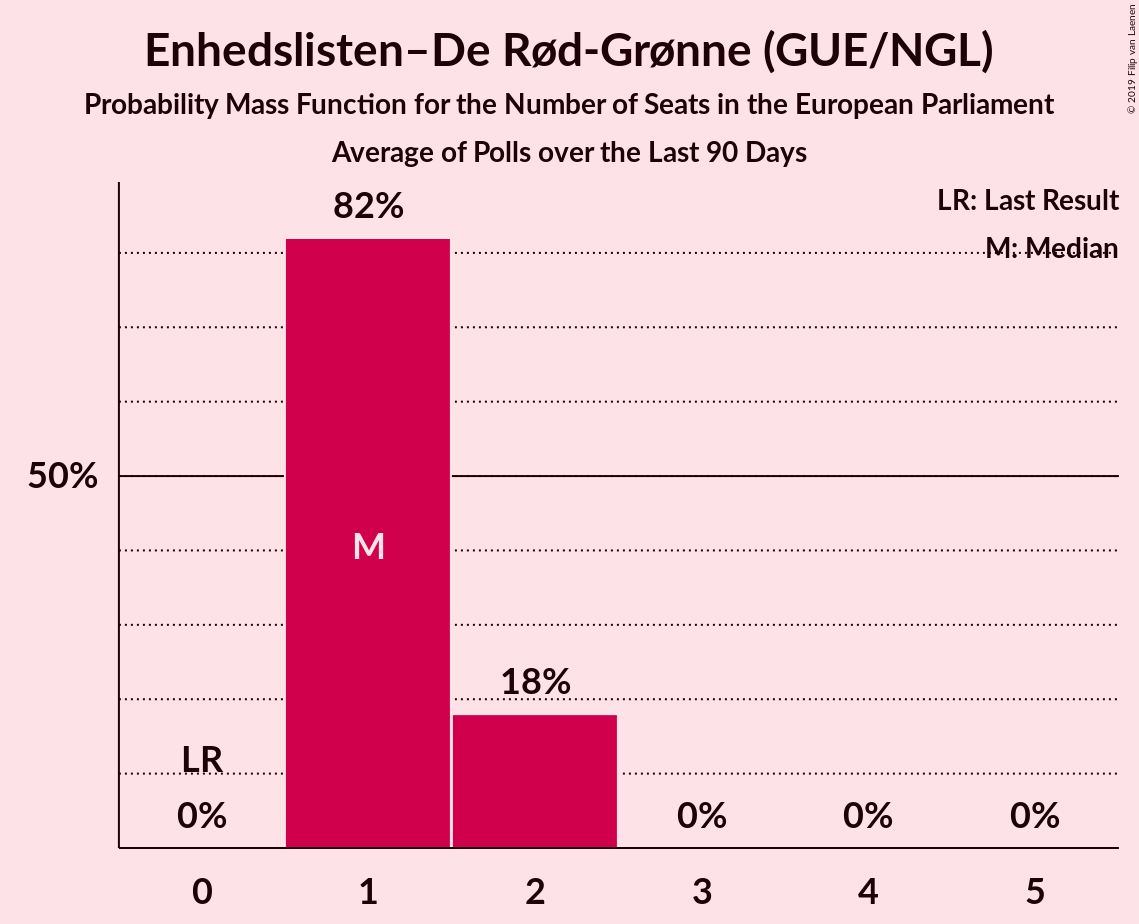 Enhedslisten–De Rød-Grønne (GUE/NGL)
Probability Mass Function for the Number of Seats in the European Parliament
Average of Polls over the Last 90 Days
© 2019 Filip van Laenen
LR: Last Result
M: Median
82%
50%
M
18%
LR
0%
0%
0%
0%
0
1
2
3
4
5